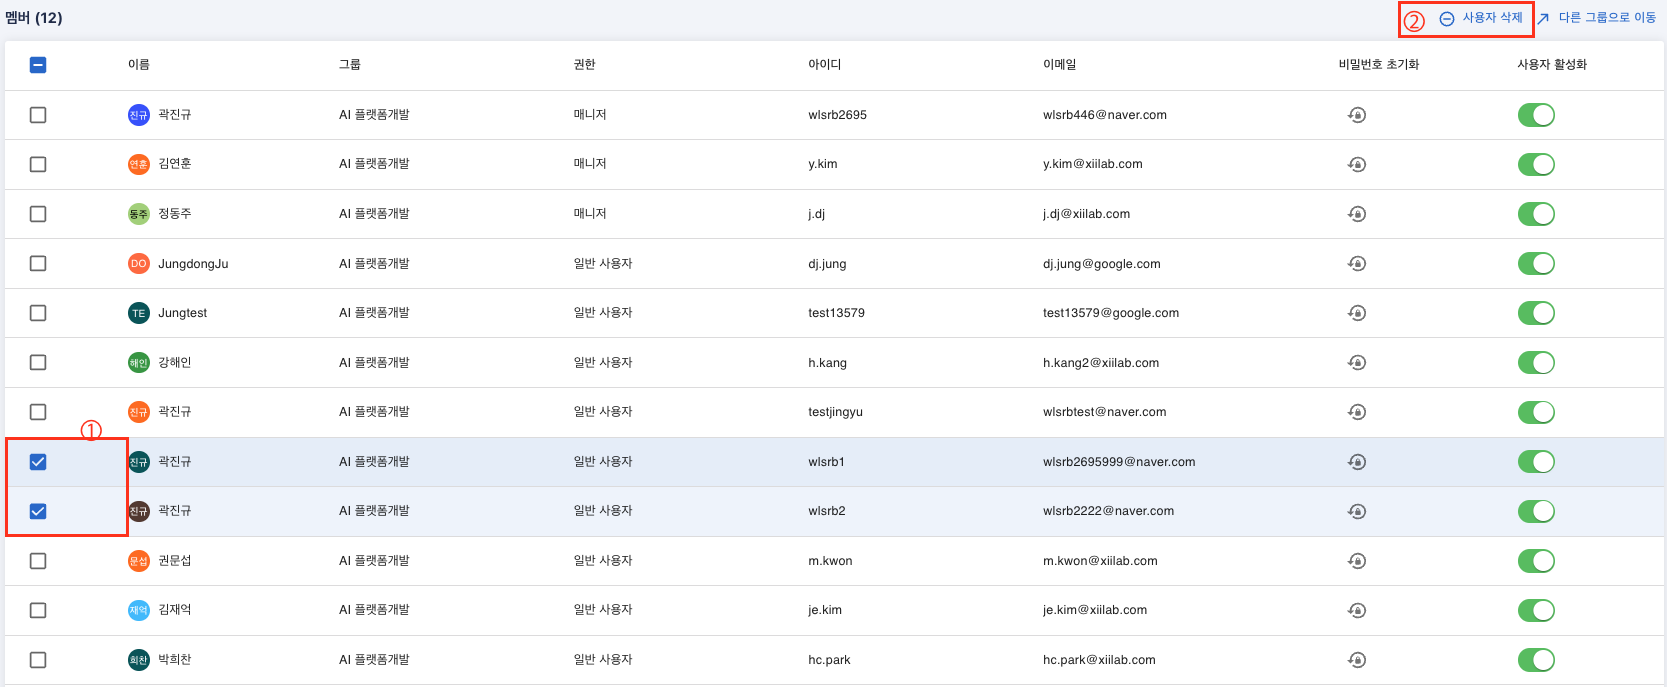 멤버 (12)
② 사용자 삭제 다른 그룹으로 이동
이름 그룹 권한 아이디 이메일 비밀번호 초기화 사용자 활성화
진규 곽진규 AI 플랫폼개발 매니저 wlsrb2695 wlsrb446@naver.com
연훈 김연훈 AI 플랫폼개발 매니저 y.kim y.kim@xiilab.com
동주 정동주 AI 플랫폼개발 매니저 j.dj j.dj@xiilab.com
DO JungdongJu AI 플랫폼개발 일반 사용자 dj.jung dj.jung@google.com
TE Jungtest AI 플랫폼개발 일반 사용자 test13579 test13579@google.com
해인 강해인 AI 플랫폼개발 일반 사용자 h.kang h.kang2@xiilab.com
진규 곽진규 AI 플랫폼개발 일반 사용자 testjingyu wlsrbtest@naver.com
①
진규 곽진규 AI 플랫폼개발 일반 사용자 wlsrb1 wlsrb2695999@naver.com
진규 곽진규 AI 플랫폼개발 일반 사용자 wlsrb2 wlsrb2222@naver.com
문섭 권문섭 AI 플랫폼개발 일반 사용자 m.kwon m.kwon@xiilab.com
재억 김재억 AI 플랫폼개발 일반 사용자 je.kim je.kim@xiilab.com
희찬 박희찬 AI 플랫폼개발 일반 사용자 hc.park hc.park@xiilab.com